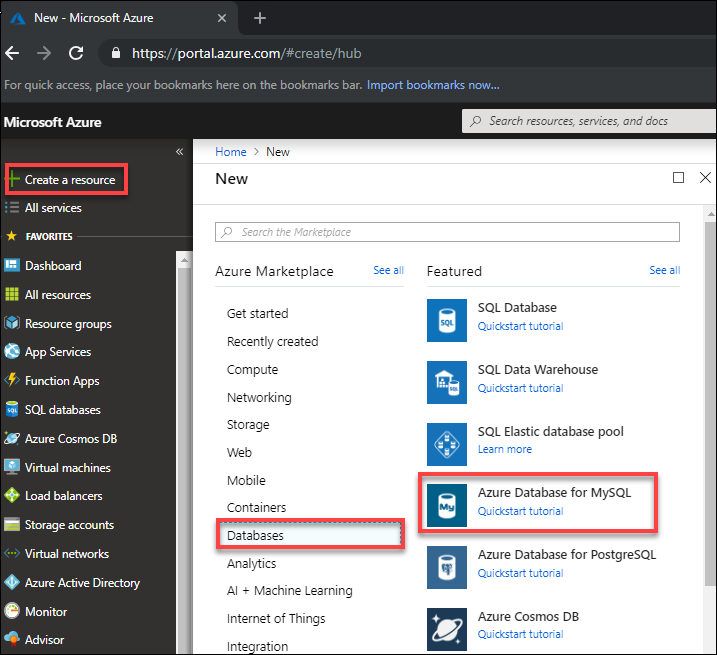 New - Microsoft Azure
https://portal.azure.com/#create/hub
For quick access, place your bookmarks here on the bookmarks bar. Import bookmarks now...
Microsoft Azure
Search resources, services, and docs
Create a resource
All services
FAVORITES
Dashboard
All resources
Resource groups
App Services
Function Apps
SQL databases
Azure Cosmos DB
Virtual machines
Load balancers
Storage accounts
Virtual networks
Azure Active Directory
Monitor
Advisor
Home > New
New
Search the Marketplace
Azure Marketplace
See all
Get started
Recently created
Compute
Networking
Storage
Web
Mobile
Containers
Databases
Analytics
AI + Machine Learning
Internet of Things
Integration
Featured
See all
SQL
SQL Database
Quickstart tutorial
SQL
SQL Data Warehouse
Quickstart tutorial
SQL Elastic database pool
Learn more
My
Azure Database for MySQL
Quickstart tutorial
Azure Database for PostgreSQL
Quickstart tutorial
Azure Cosmos DB
Quickstart tutorial